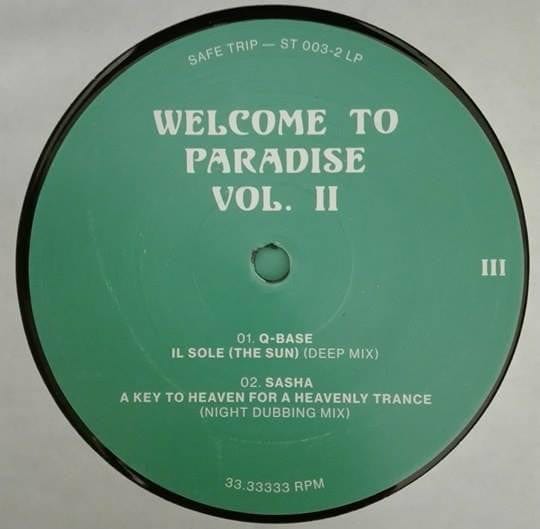 SAFE TRIP — ST 003-2 LP
WELCOME TO
PARADISE
VOL. II
III
01. Q-BASE
IL SOLE (THE SUN) (DEEP MIX)
02. SASHA
A KEY TO HEAVEN FOR A HEAVENLY TRANCE
(NIGHT DUBBING MIX)
33.33333 RPM